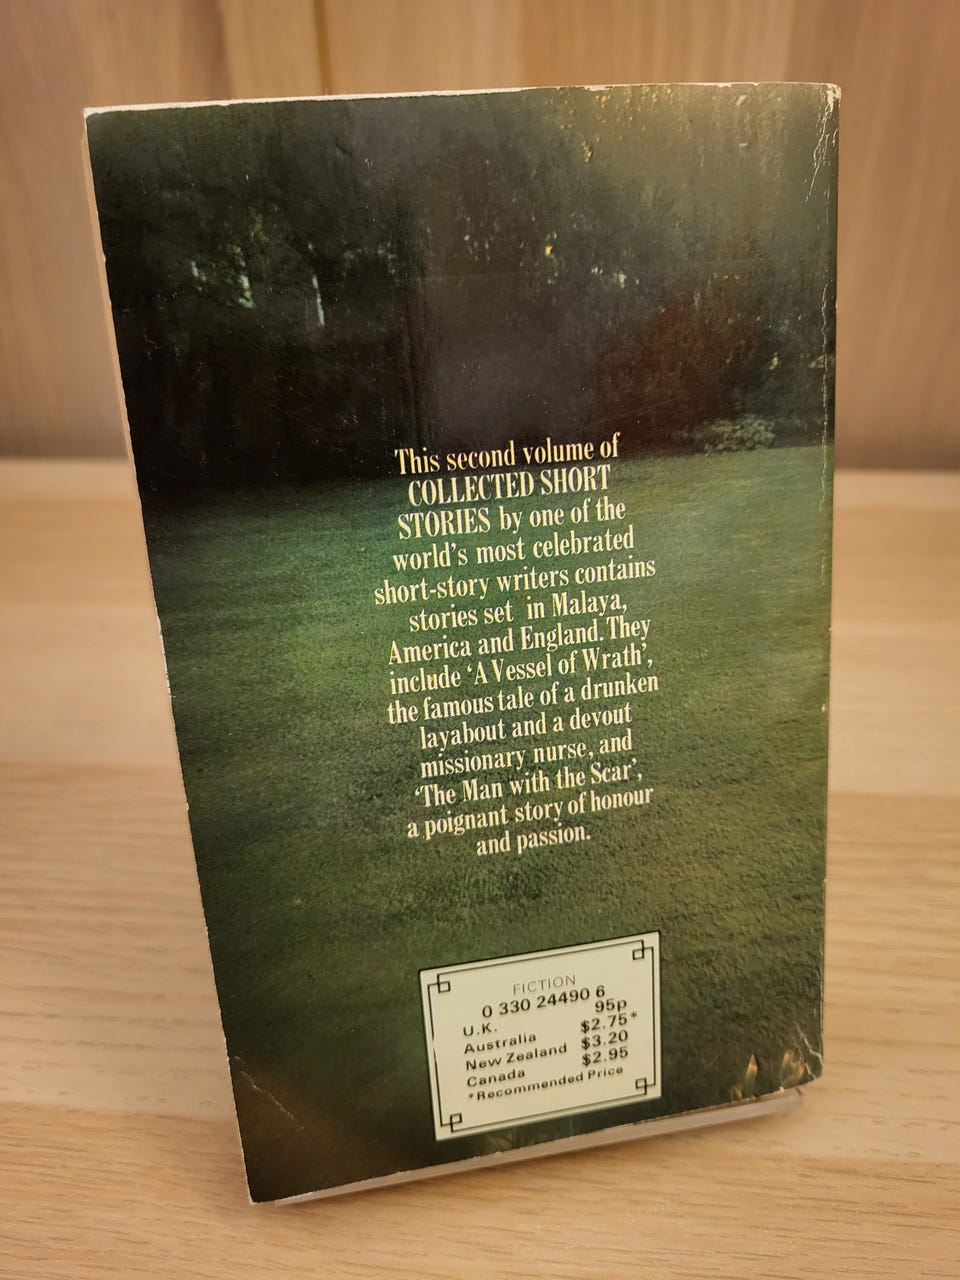 This second volume of
COLLECTED SHORT
STORIES by one of the
world's most celebrated
short-story writers contains
stories set in Malaya,
America and England. They
include ‘A Vessel of Wrath’,
the famous tale of a drunken
layabout and a devout
missionary nurse, and
‘The Man with the Scar’,
a poignant story of honour
and passion.
FICTION
0 330 24490 6
U.K. 95p
Australia $2.75*
New Zealand $3.20
Canada $2.95
*Recommended Price